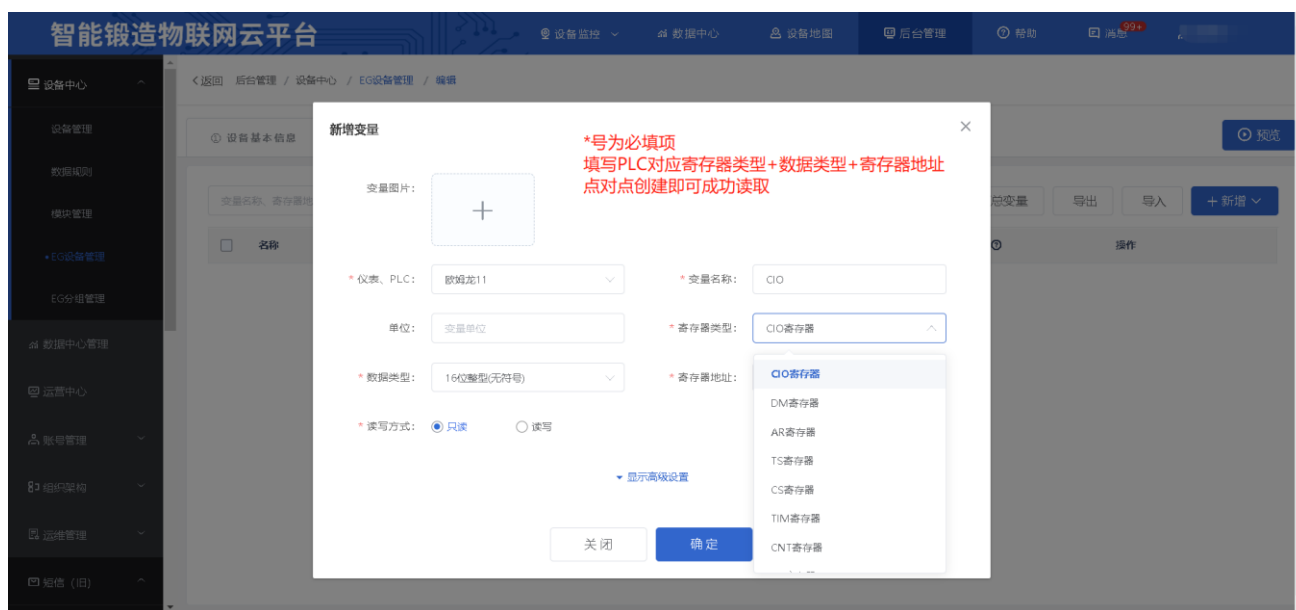 智能锻造物联网云平台
设备监控
数据中心
设备地图
后台管理
帮助
消息
99+
设备中心
<返回 后台管理 / 设备中心 / EG设备管理 / 编辑
设备管理
数据规则
模块管理
•EG设备管理
EG分组管理
数据中心管理
运营中心
账号管理
组织架构
运维管理
短信（旧）
① 设备基本信息
预览
变量名称、寄存器地
总变量
导出
导入
+ 新增
名称
操作
新增变量
*号为必填项
填写PLC对应寄存器类型+数据类型+寄存器地址
点对点创建即可成功读取
变量图片：
* 仪表、PLC： 欧姆龙11
* 变量名称： CIO
单位： 变量单位
* 寄存器类型： CIO寄存器
* 数据类型： 16位整型(无符号)
* 寄存器地址：
* 读写方式： 只读 读写
CIO寄存器
DM寄存器
AR寄存器
TS寄存器
CS寄存器
TIM寄存器
CNT寄存器
显示高级设置
关闭
确定